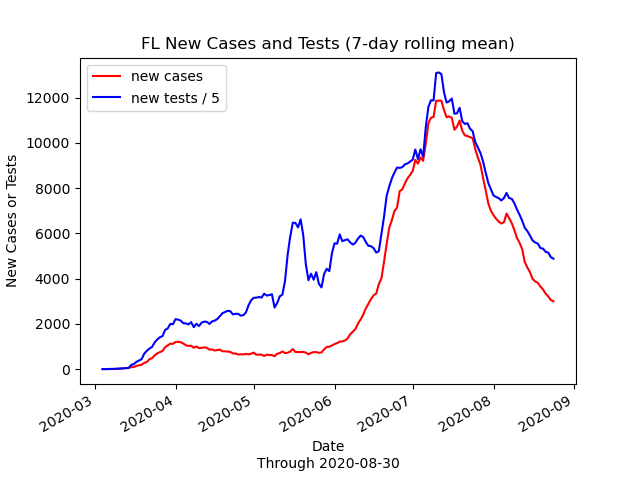 FL New Cases and Tests (7-day rolling mean)
new cases
new tests / 5
New Cases or Tests
12000
10000
8000
6000
4000
2000
0
2020-03
2020-04
2020-05
2020-06
2020-07
2020-08
2020-09
Date
Through 2020-08-30